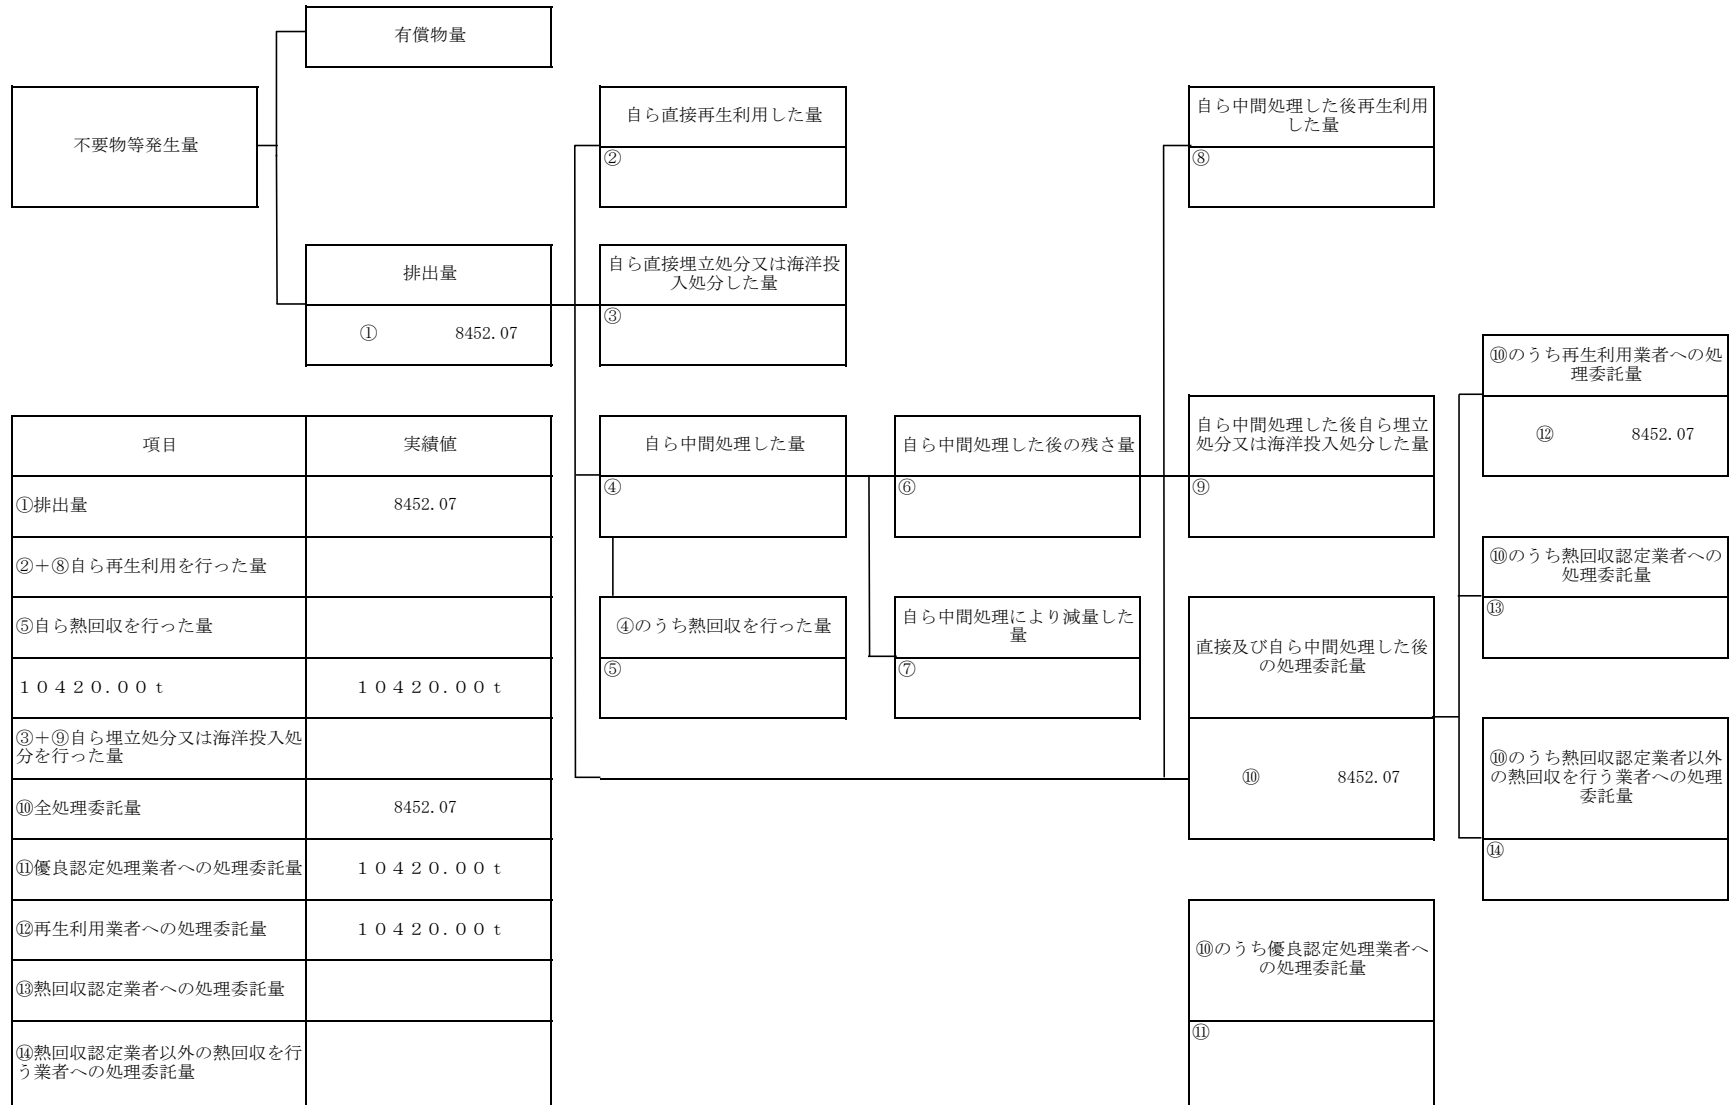 有償物量
不要物等発生量
自ら直接再生利用した量
②
自ら中間処理した後再生利用
した量
⑧
排出量
①
8452.07
自ら直接埋立処分又は海洋投
入処分した量
③
⑩のうち再生利用業者への処
理委託量
⑫
8452.07
自ら中間処理した量
④
自ら中間処理した後の残さ量
⑥
自ら中間処理した後自ら埋立
処分又は海洋投入処分した量
⑨
⑩のうち熱回収認定業者への
処理委託量
⑬
④のうち熱回収を行った量
⑤
自ら中間処理により減量した
量
⑦
直接及び自ら中間処理した後
の処理委託量
⑩
8452.07
⑩のうち熱回収認定業者以外
の熱回収を行う業者への処理
委託量
⑭
⑩のうち優良認定処理業者へ
の処理委託量
⑪
項目
実績値
①排出量
8452.07
②＋⑧自ら再生利用を行った量
⑤自ら熱回収を行った量
１０４２０.００ｔ
１０４２０.００ｔ
③＋⑨自ら埋立処分又は海洋投入処
分を行った量
⑩全処理委託量
8452.07
⑪優良認定処理業者への処理委託量
１０４２０.００ｔ
⑫再生利用業者への処理委託量
１０４２０.００ｔ
⑬熱回収認定業者への処理委託量
⑭熱回収認定業者以外の熱回収を行
う業者への処理委託量